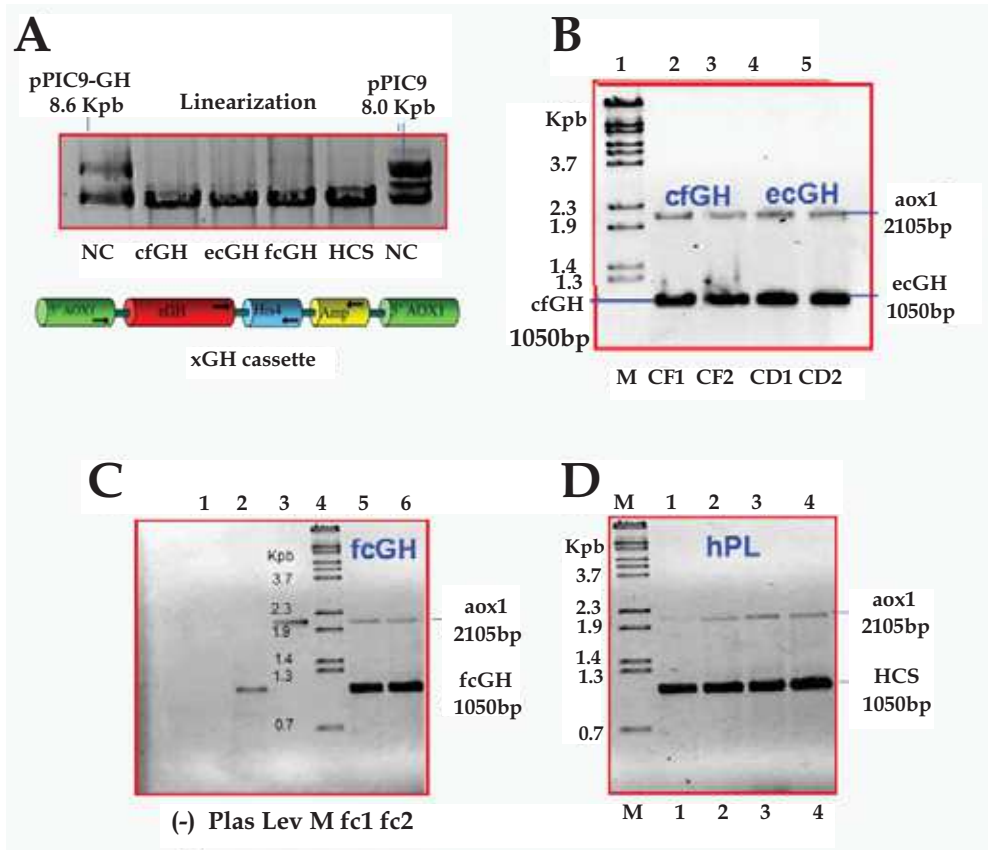 A
pPIC9-GH
8.6 Kpb
Linearization
pPIC9
8.0 Kpb
NC cfGH ecGH fcGH HCS NC
3' AOX1 Amp 5' AOX1
xGH cassette
B
1 2 3 4 5
Kpb
3.7
2.3
1.9
1.4
1.3
cfGH
1050bp
cfGH ecGH
aox1
2105bp
ecGH
1050bp
M CF1 CF2 CD1 CD2
C
1 2 3 4 5 6
fcGH
Kpb
3.7
2.3
1.9
1.4
1.3
0.7
aox1
2105bp
fcGH
1050bp
(-) Plas Lev M fc1 fc2
D
M 1 2 3 4
hPL
Kpb
3.7
2.3
1.9
1.4
1.3
0.7
aox1
2105bp
HCS
1050bp
M 1 2 3 4